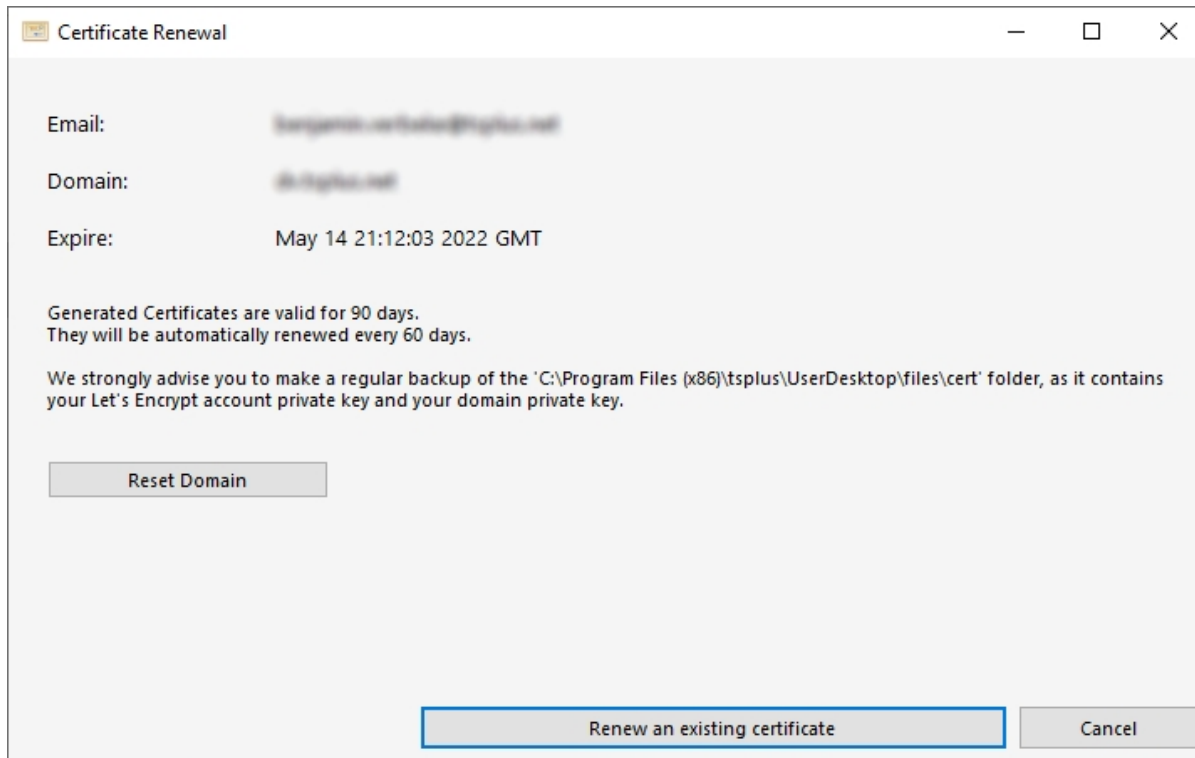 Certificate Renewal
Email:
Domain:
Expire: May 14 21:12:03 2022 GMT
Generated Certificates are valid for 90 days.
They will be automatically renewed every 60 days.
We strongly advise you to make a regular backup of the 'C:\Program Files (x86)\tsplus\UserDesktop\files\cert' folder, as it contains
your Let's Encrypt account private key and your domain private key.
Reset Domain
Renew an existing certificate Cancel